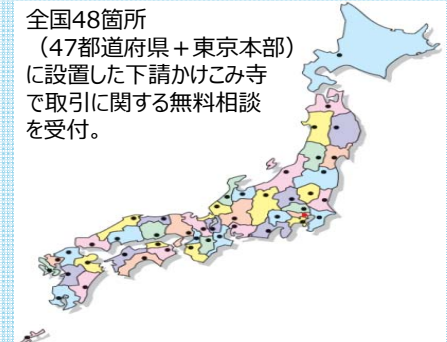 全国48箇所
（47都道府県＋東京本部）
に設置した下請かけこみ寺
で取引に関する無料相談
を受付。